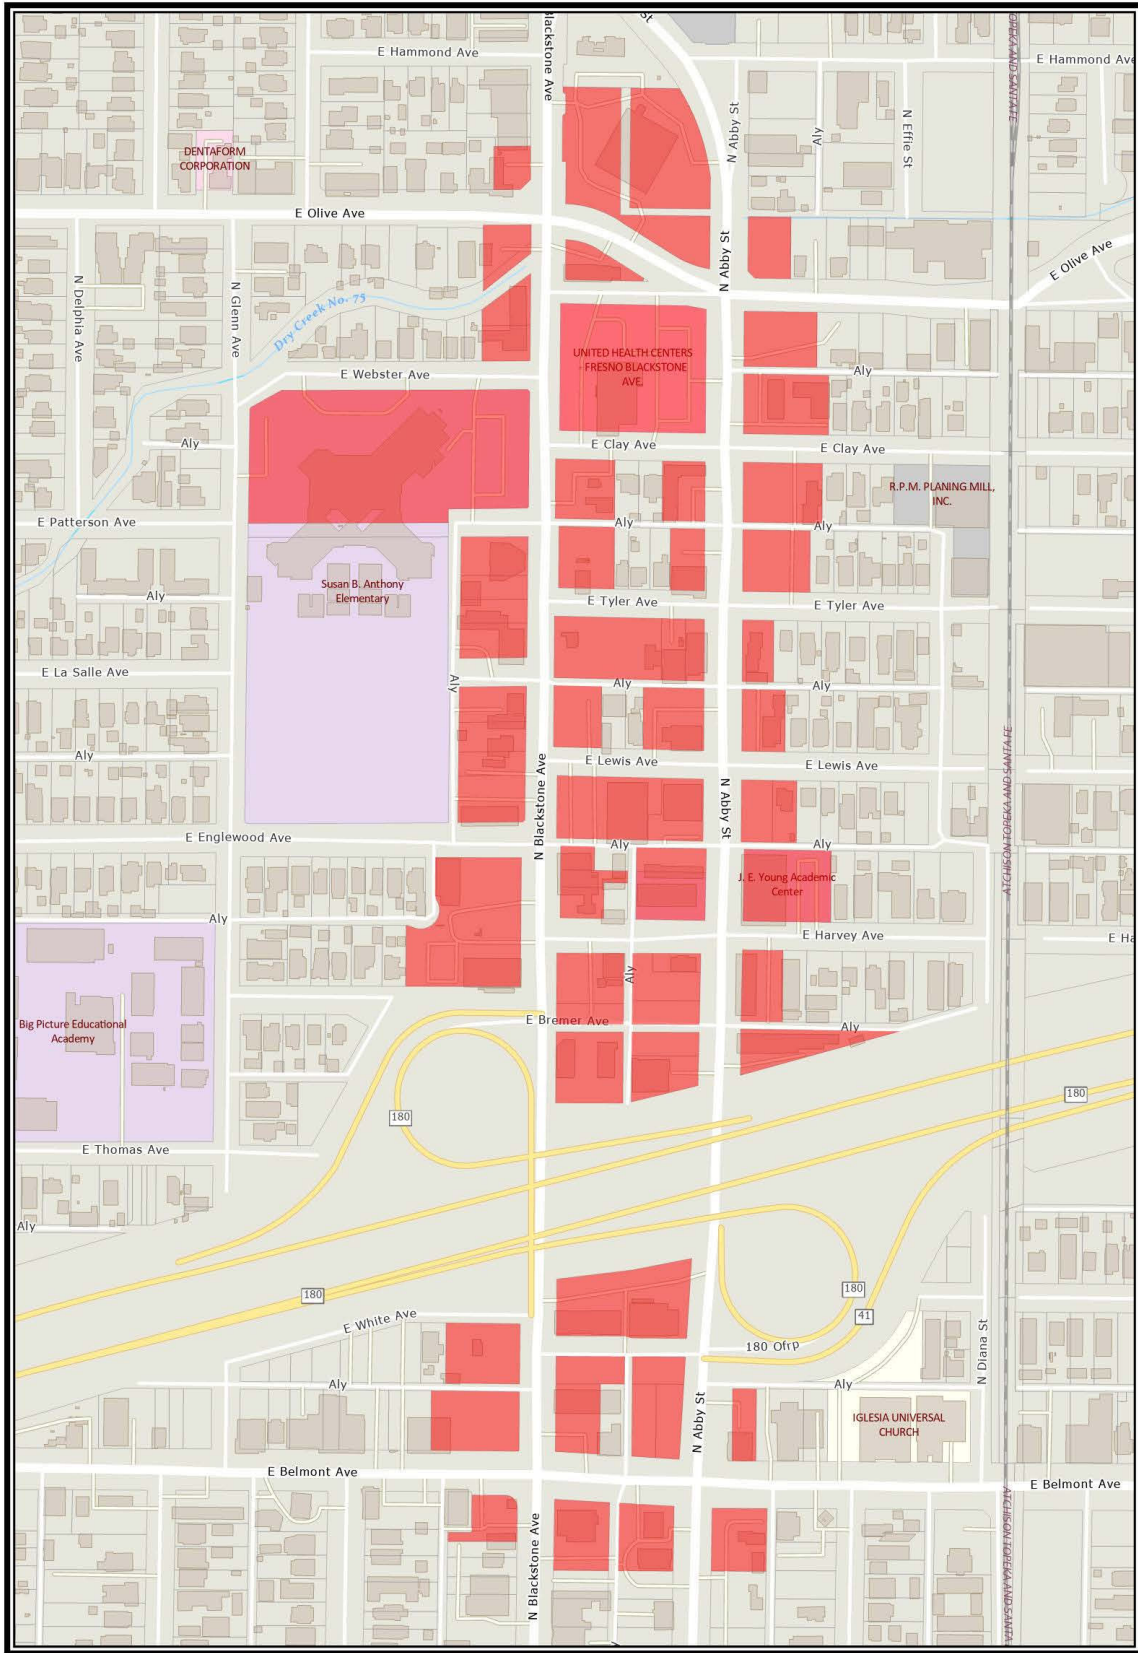 St
Blackstone Ave
E Hammond Ave
E Hammond Ave
OPEKA AND SANTA FE
N Abby St
Aly
N Effie St
DENTAFORM
CORPORATION
E Olive Ave
N Abby St
E Olive Ave
N Delphia Ave
N Glenn Ave
Dry Creek No. 75
UNITED HEALTH CENTERS
- FRESNO BLACKSTONE
AVE.
E Webster Ave
Aly
Aly
E Clay Ave
E Clay Ave
R.P.M. PLANING MILL,
INC.
E Patterson Ave
Aly
Aly
Susan B. Anthony
Elementary
Aly
E Tyler Ave
E Tyler Ave
E La Salle Ave
Aly
Aly
Aly
Aly
ATCHISON TOPEKA AND SANTA FE
E Lewis Ave
E Lewis Ave
N Blackstone Ave
N Abby St
E Englewood Ave
Aly
Aly
J. E. Young Academic
Center
Aly
E Harvey Ave
E Ha
Aly
Big Picture Educational
Academy
E Bremer Ave
Aly
180
180
E Thomas Ave
Aly
180
180
41
E White Ave
180 Ofrp
N Diana St
Aly
Aly
N Abby St
IGLESIA UNIVERSAL
CHURCH
E Belmont Ave
E Belmont Ave
N Blackstone Ave
ATCHISON TOPEKA AND SANTA